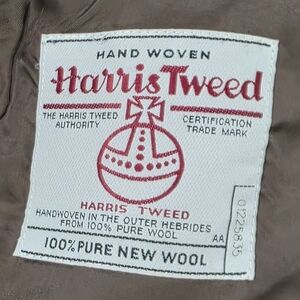 HAND WOVEN
Harris Tweed
THE HARRIS TWEED
AUTHORITY
CERTIFICATION
TRADE MARK
HARRIS TWEED
HANDWOVEN IN THE OUTER HEBRIDES
FROM 100% PURE WOOL
AA
01225835
100% PURE NEW WOOL